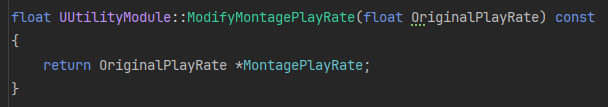 float UUtilityModule::ModifyMontagePlayRate(float OriginalPlayRate) const
{
    return OriginalPlayRate *MontagePlayRate;
}